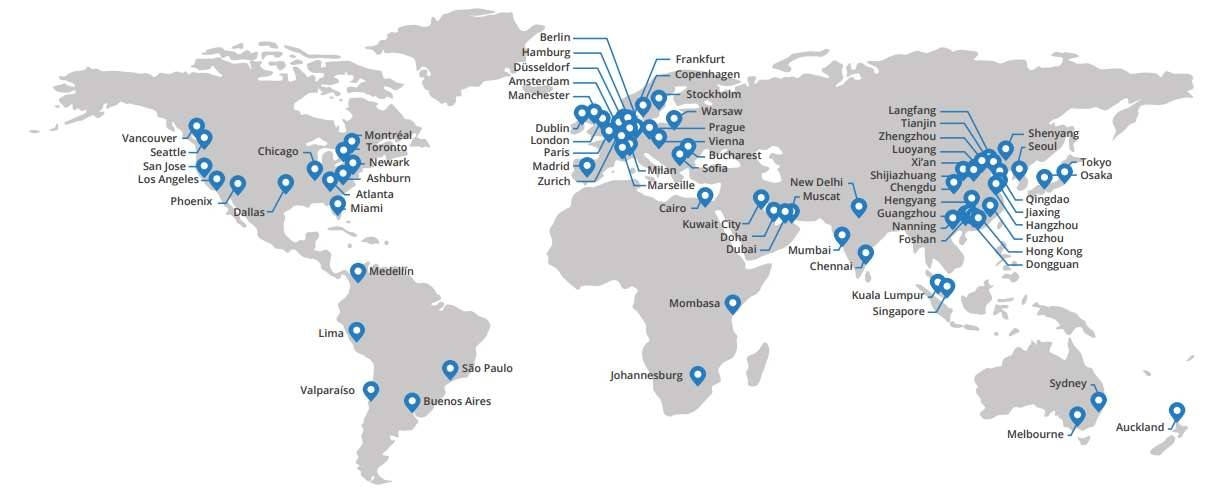 Vancouver
Seattle
San Jose
Los Angeles
Phoenix
Dallas
Chicago
Montréal
Toronto
Newark
Ashburn
Atlanta
Miami
Medellín
Lima
São Paulo
Valparaíso
Buenos Aires
Berlin
Hamburg
Düsseldorf
Amsterdam
Manchester
Dublin
London
Paris
Madrid
Zurich
Frankfurt
Copenhagen
Stockholm
Warsaw
Prague
Vienna
Bucharest
Sofia
Milan
Marseille
Cairo
Kuwait City
Doha
Dubai
Muscat
New Delhi
Mumbai
Chennai
Mombasa
Johannesburg
Langfang
Tianjin
Zhengzhou
Luoyang
Xi'an
Shijiazhuang
Chengdu
Hengyang
Guangzhou
Nanning
Foshan
Shenyang
Seoul
Tokyo
Osaka
Qingdao
Jiaxing
Hangzhou
Fuzhou
Hong Kong
Dongguan
Kuala Lumpur
Singapore
Sydney
Melbourne
Auckland